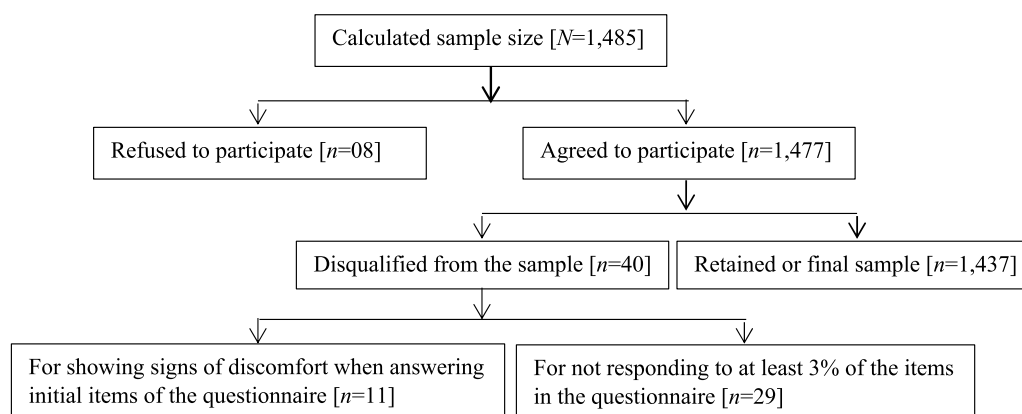 Calculated sample size [N=1,485]
Refused to participate [n=08]
Agreed to participate [n=1,477]
Disqualified from the sample [n=40]
Retained or final sample [n=1,437]
For showing signs of discomfort when answering
initial items of the questionnaire [n=11]
For not responding to at least 3% of the items
in the questionnaire [n=29]